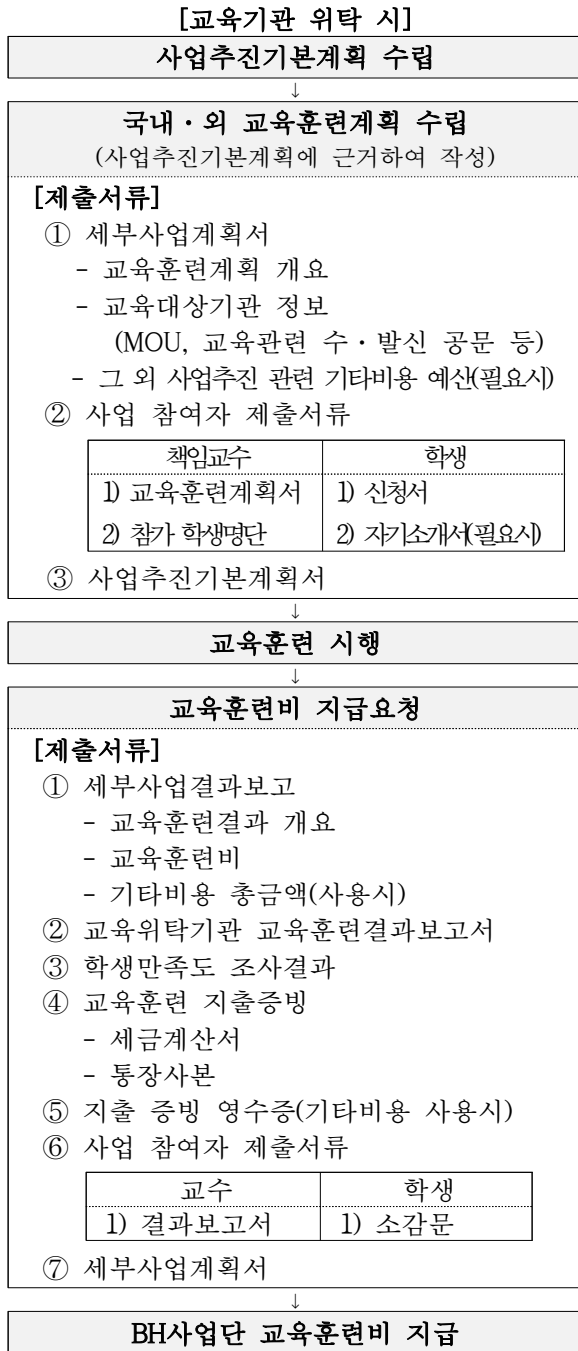 [교육기관 위탁 시]
사업추진기본계획 수립
↓
국내・외 교육훈련계획 수립
(사업추진기본계획에 근거하여 작성)
[제출서류]
① 세부사업계획서
- 교육훈련계획 개요
- 교육대상기관 정보
(MOU, 교육관련 수・발신 공문 등)
- 그 외 사업추진 관련 기타비용 예산(필요시)
② 사업 참여자 제출서류
책임교수 학생
1) 교육훈련계획서 1) 신청서
2) 참가 학생명단 2) 자기소개서(필요시)
③ 사업추진기본계획서
↓
교육훈련 시행
↓
교육훈련비 지급요청
[제출서류]
① 세부사업결과보고
- 교육훈련결과 개요
- 교육훈련비
- 기타비용 총금액(사용시)
② 교육위탁기관 교육훈련결과보고서
③ 학생만족도 조사결과
④ 교육훈련 지출증빙
- 세금계산서
- 통장사본
⑤ 지출 증빙 영수증(기타비용 사용시)
⑥ 사업 참여자 제출서류
교수 학생
1) 결과보고서 1) 소감문
⑦ 세부사업계획서
↓
BH사업단 교육훈련비 지급